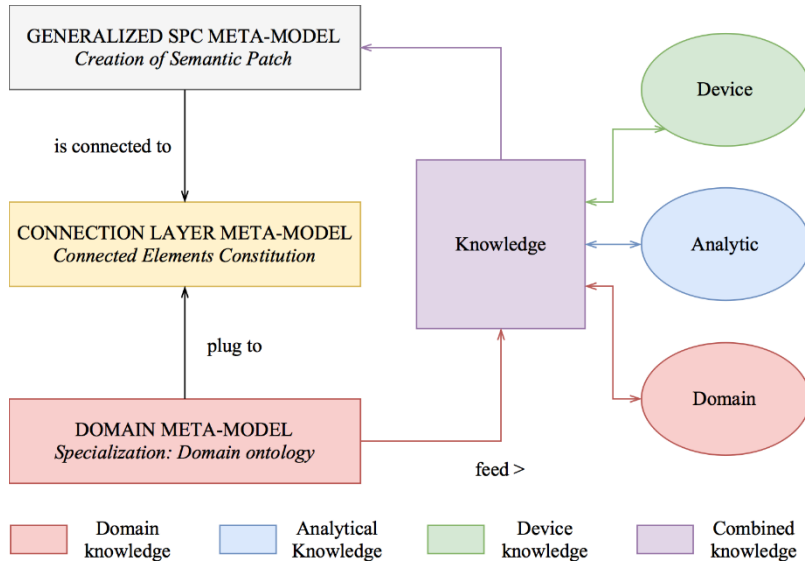 GENERALIZED SPC META-MODEL
Creation of Semantic Patch
is connected to
CONNECTION LAYER META-MODEL
Connected Elements Constitution
plug to
DOMAIN META-MODEL
Specialization: Domain ontology
Knowledge
feed >
Device
Analytic
Domain
Domain
knowledge
Analytical
Knowledge
Device
knowledge
Combined
knowledge